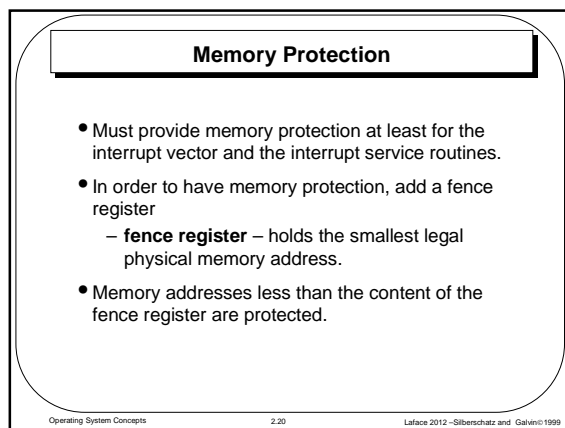 Memory Protection
• Must provide memory protection at least for the
interrupt vector and the interrupt service routines.
• In order to have memory protection, add a fence
register
– fence register – holds the smallest legal
physical memory address.
• Memory addresses less than the content of the
fence register are protected.
Operating System Concepts 2.20 Laface 2012 –Silberschatz and Galvin©1999